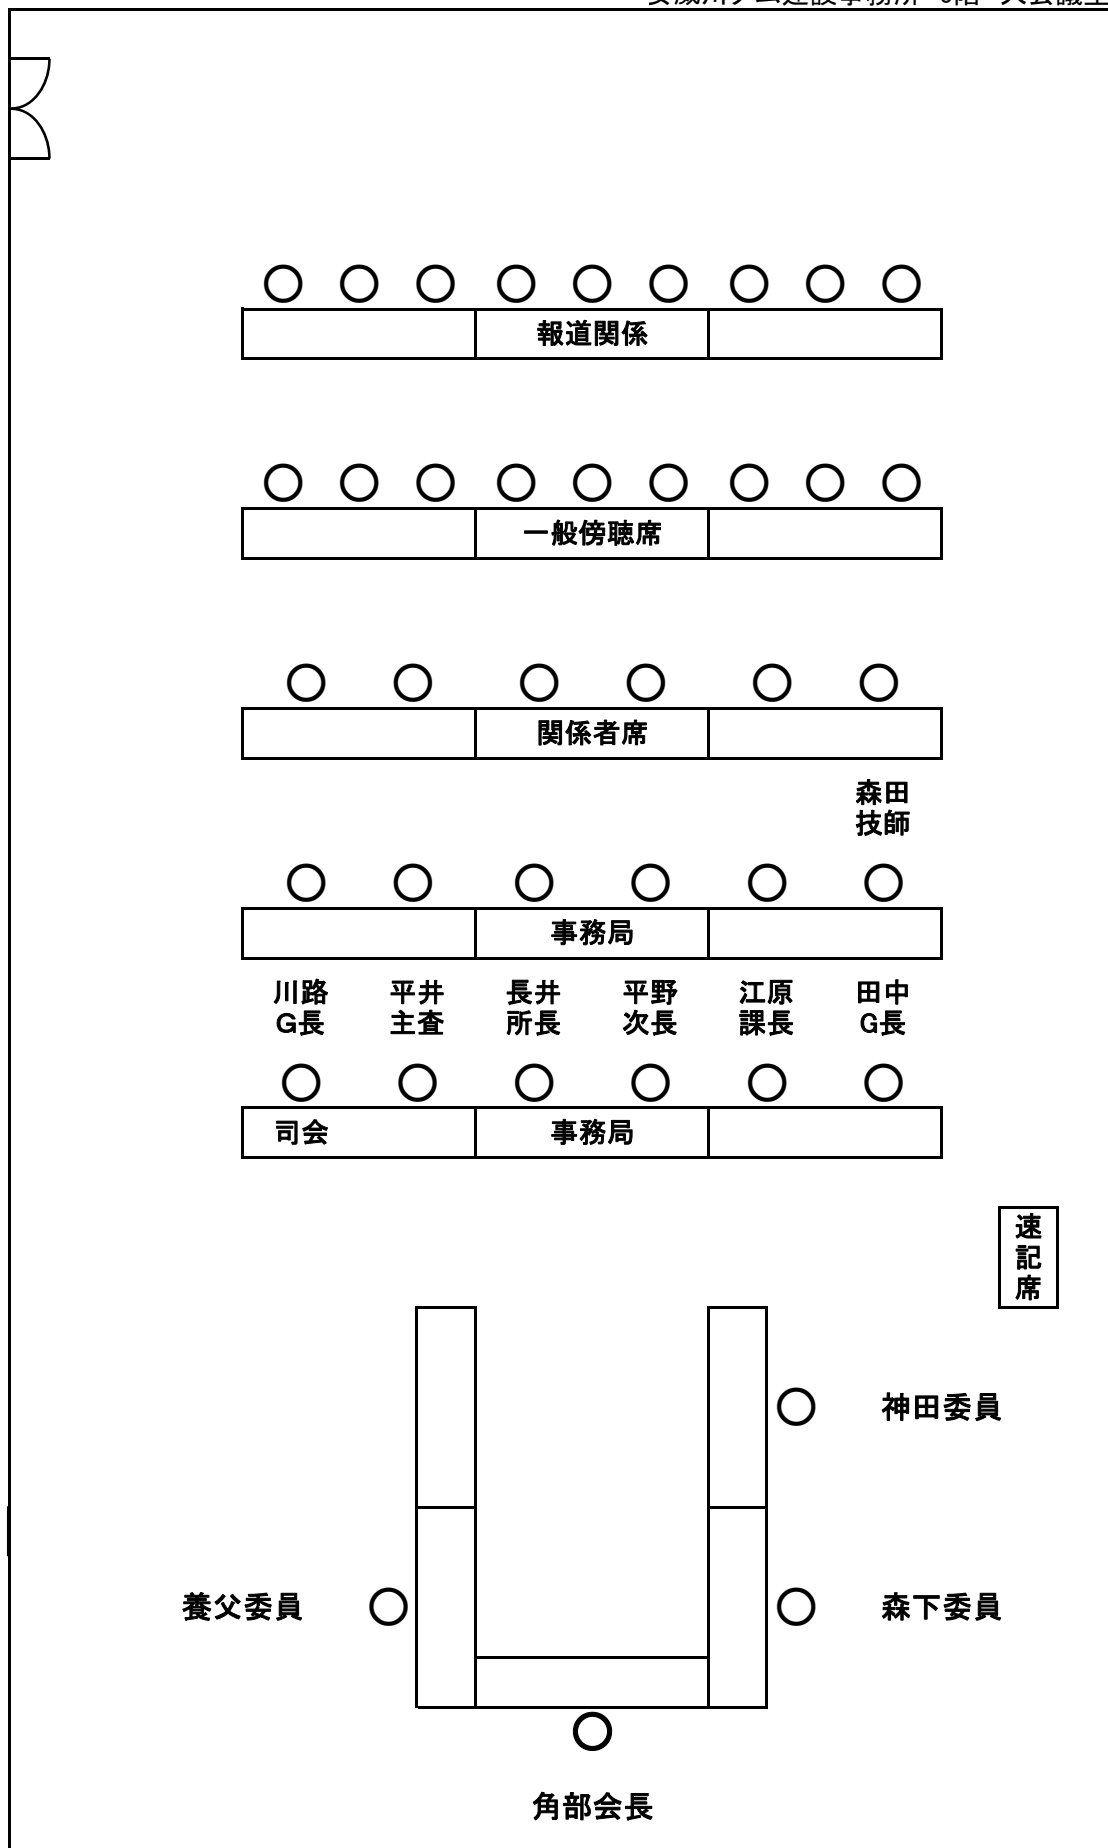 報道関係
一般傍聴席
関係者席
森田
技師
事務局
川路 平井 長井 平野 江原 田中
G長 主査 所長 次長 課長 G長
司会 事務局
速記席
神田委員
養父委員 森下委員
角部会長